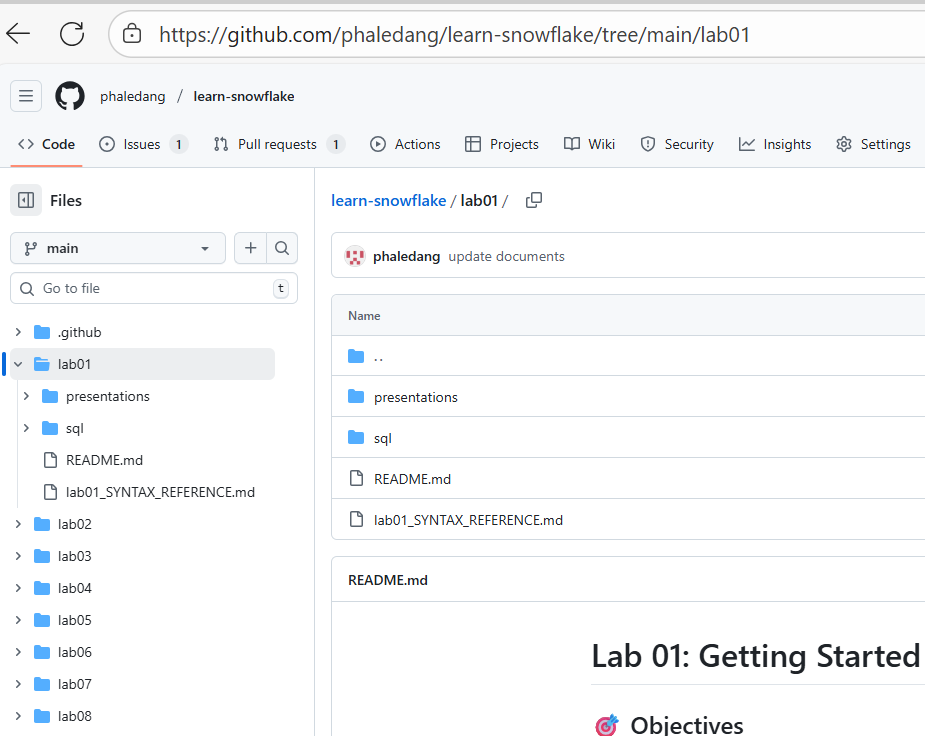 https://github.com/phaledang/learn-snowflake/tree/main/lab01
phaledang / learn-snowflake
Code Issues 1 Pull requests 1 Actions Projects Wiki Security Insights Settings
Files
main
Go to file t
.github
lab01
presentations
sql
README.md
lab01_SYNTAX_REFERENCE.md
lab02
lab03
lab04
lab05
lab06
lab07
lab08
learn-snowflake / lab01 /
phaledang update documents
Name
..
presentations
sql
README.md
lab01_SYNTAX_REFERENCE.md
README.md
Lab 01: Getting Started
Objectives